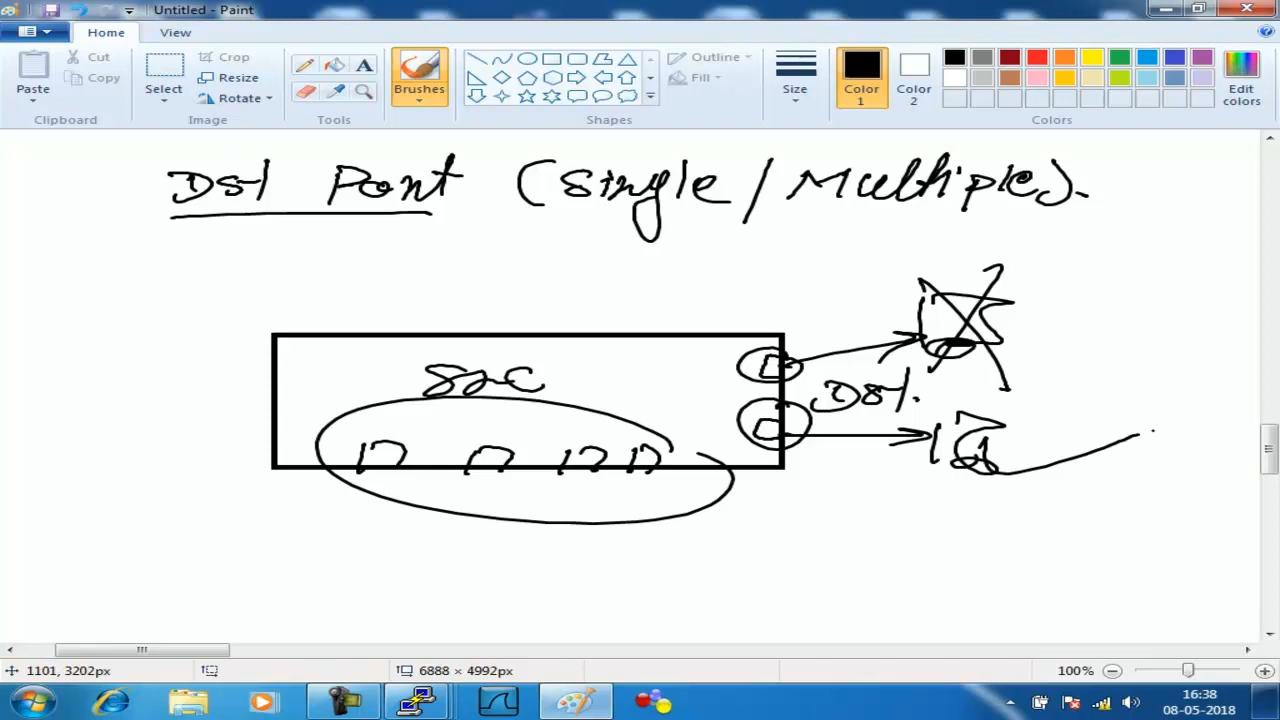 Untitled - Paint
Home View
Cut
Copy
Paste
Clipboard
Crop
Resize
Rotate
Select
Image
A
Tools
Brushes
Shapes
Outline
Fill
Size
Color 1
Color 2
Edit colors
Colors
Dst Port (Single/Multiple).
Src
Dst.
1101, 3202px
6888 × 4992px
100%
16:38
08-05-2018